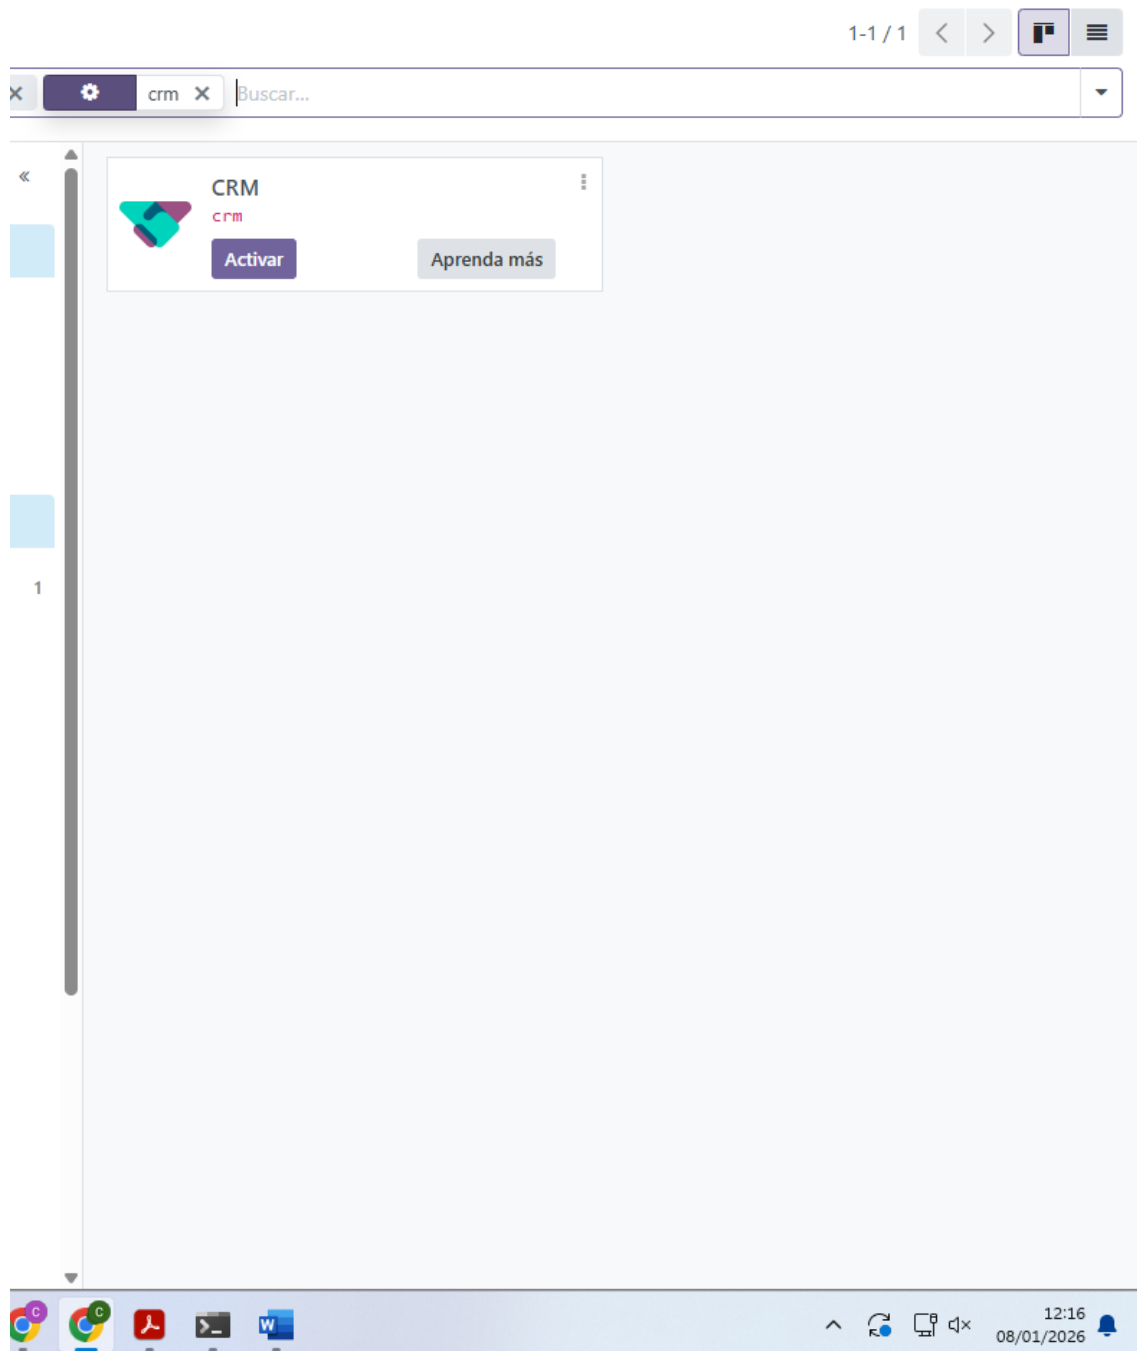 1-1 / 1
crm
Buscar...
CRM
crm
Activar
Aprenda más
1
C
C
12:16
08/01/2026